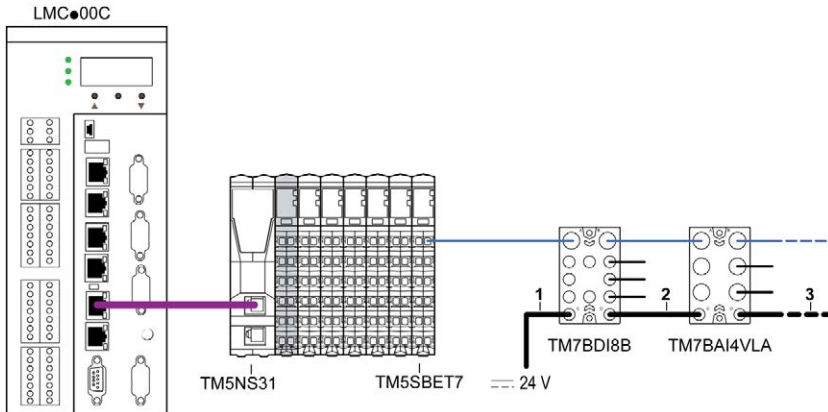 LMC●00C
1
2
3
TM7BDI8B
TM7BAI4VLA
TM5NS31
TM5SBET7
24 V